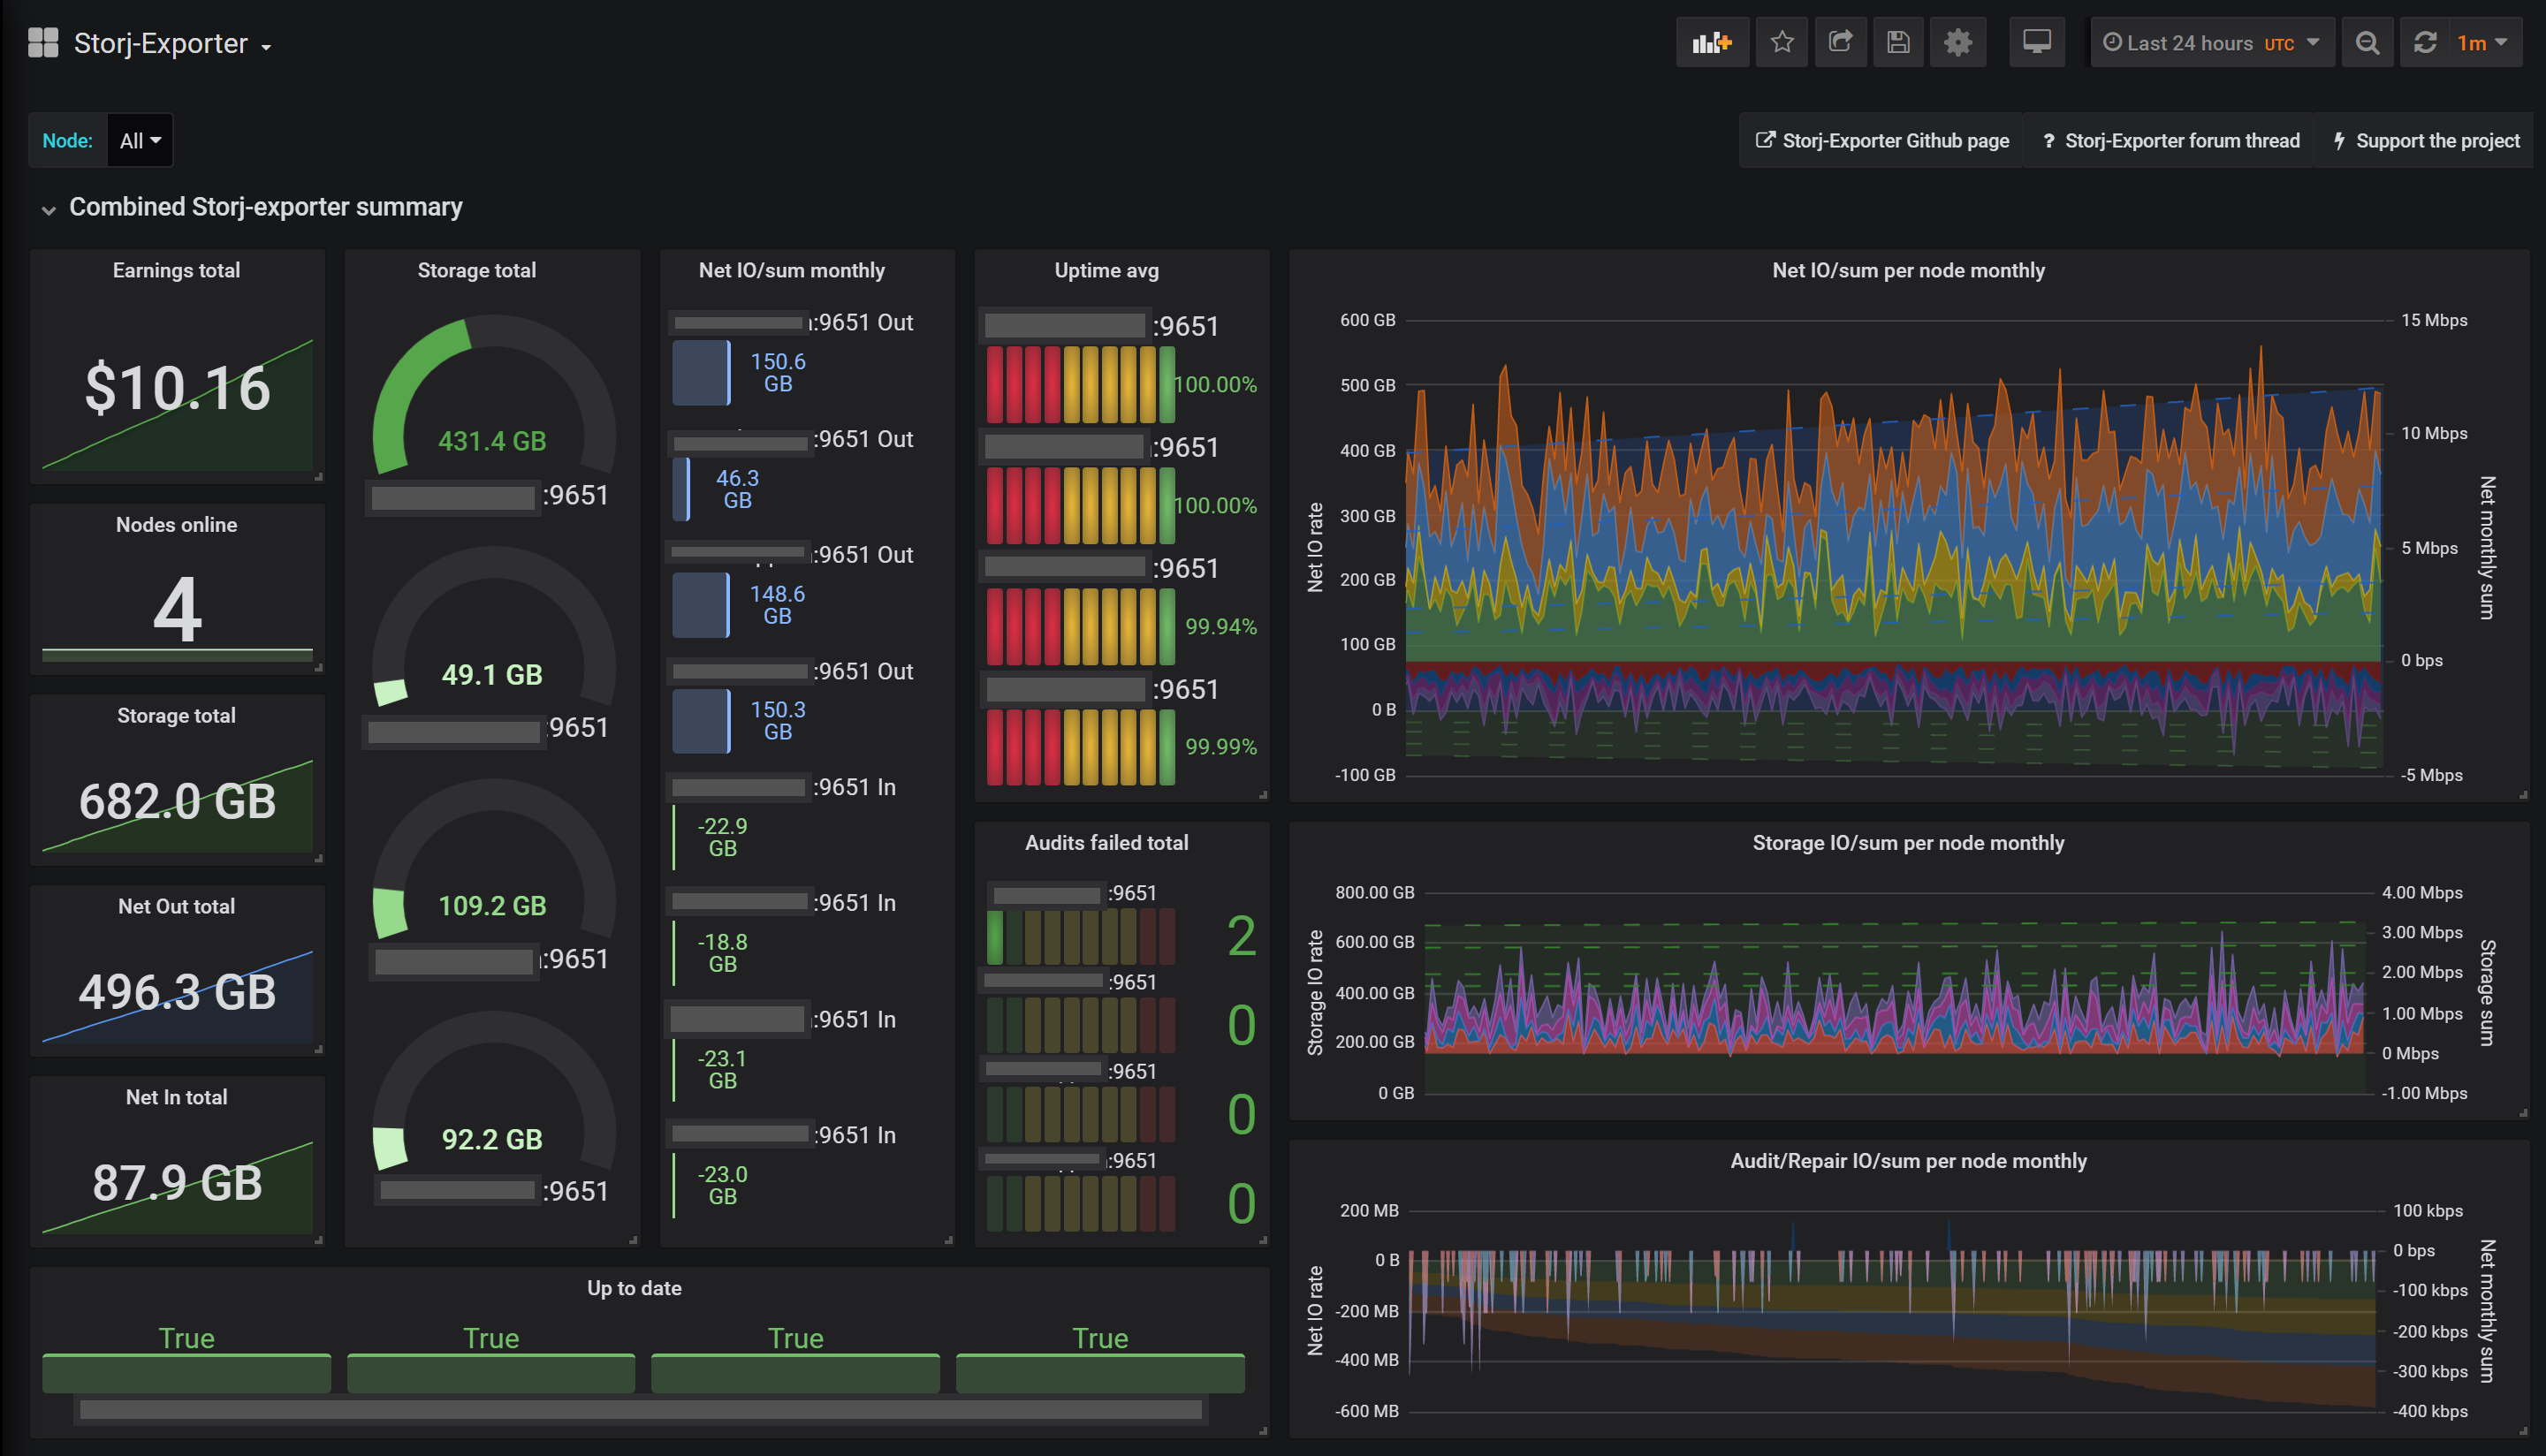 Storj-Exporter
Last 24 hours UTC
1m
Node:
All
Storj-Exporter Github page
? Storj-Exporter forum thread
Support the project
Combined Storj-exporter summary
Earnings total
$10.16
Nodes online
4
Storage total
682.0 GB
Net Out total
496.3 GB
Net In total
87.9 GB
Storage total
431.4 GB
:9651
49.1 GB
:9651
109.2 GB
:9651
92.2 GB
:9651
Net IO/sum monthly
:9651 Out
150.6
GB
:9651 Out
46.3
GB
:9651 Out
148.6
GB
:9651 Out
150.3
GB
:9651 In
-22.9
GB
:9651 In
-18.8
GB
:9651 In
-23.1
GB
:9651 In
-23.0
GB
Uptime avg
:9651
100.00%
:9651
100.00%
:9651
99.94%
:9651
99.99%
Audits failed total
:9651
2
:9651
0
:9651
0
:9651
0
Up to date
True
True
True
True
Net IO/sum per node monthly
600 GB
500 GB
400 GB
300 GB
200 GB
100 GB
0 B
-100 GB
Net IO rate
15 Mbps
10 Mbps
5 Mbps
0 bps
-5 Mbps
Net monthly sum
Storage IO/sum per node monthly
800.00 GB
600.00 GB
400.00 GB
200.00 GB
0 GB
Storage IO rate
4.00 Mbps
3.00 Mbps
2.00 Mbps
1.00 Mbps
0 Mbps
-1.00 Mbps
Storage sum
Audit/Repair IO/sum per node monthly
200 MB
0 B
-200 MB
-400 MB
-600 MB
Net IO rate
100 kbps
0 bps
-100 kbps
-200 kbps
-300 kbps
-400 kbps
Net monthly sum